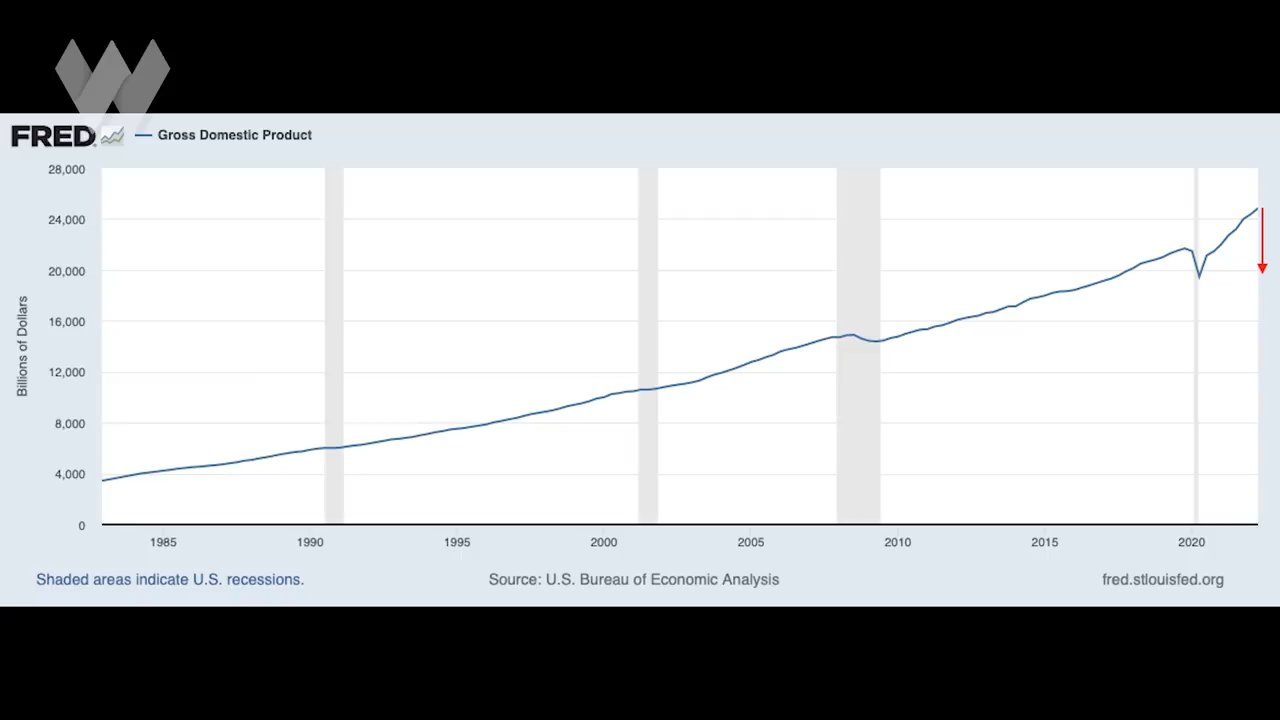 W
FRED
Gross Domestic Product
28,000
24,000
20,000
16,000
12,000
8,000
4,000
0
Billions of Dollars
1985 1990 1995 2000 2005 2010 2015 2020
Shaded areas indicate U.S. recessions. Source: U.S. Bureau of Economic Analysis fred.stlouisfed.org